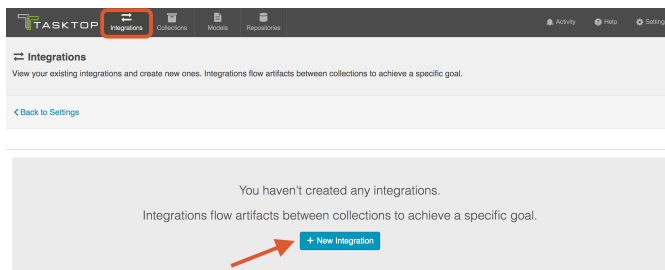 TASKTOP Integrations Collections Models Repositories Activity Help Setting
Integrations
View your existing integrations and create new ones. Integrations flow artifacts between collections to achieve a specific goal.
Back to Settings
You haven't created any integrations.
Integrations flow artifacts between collections to achieve a specific goal.
+ New Integration